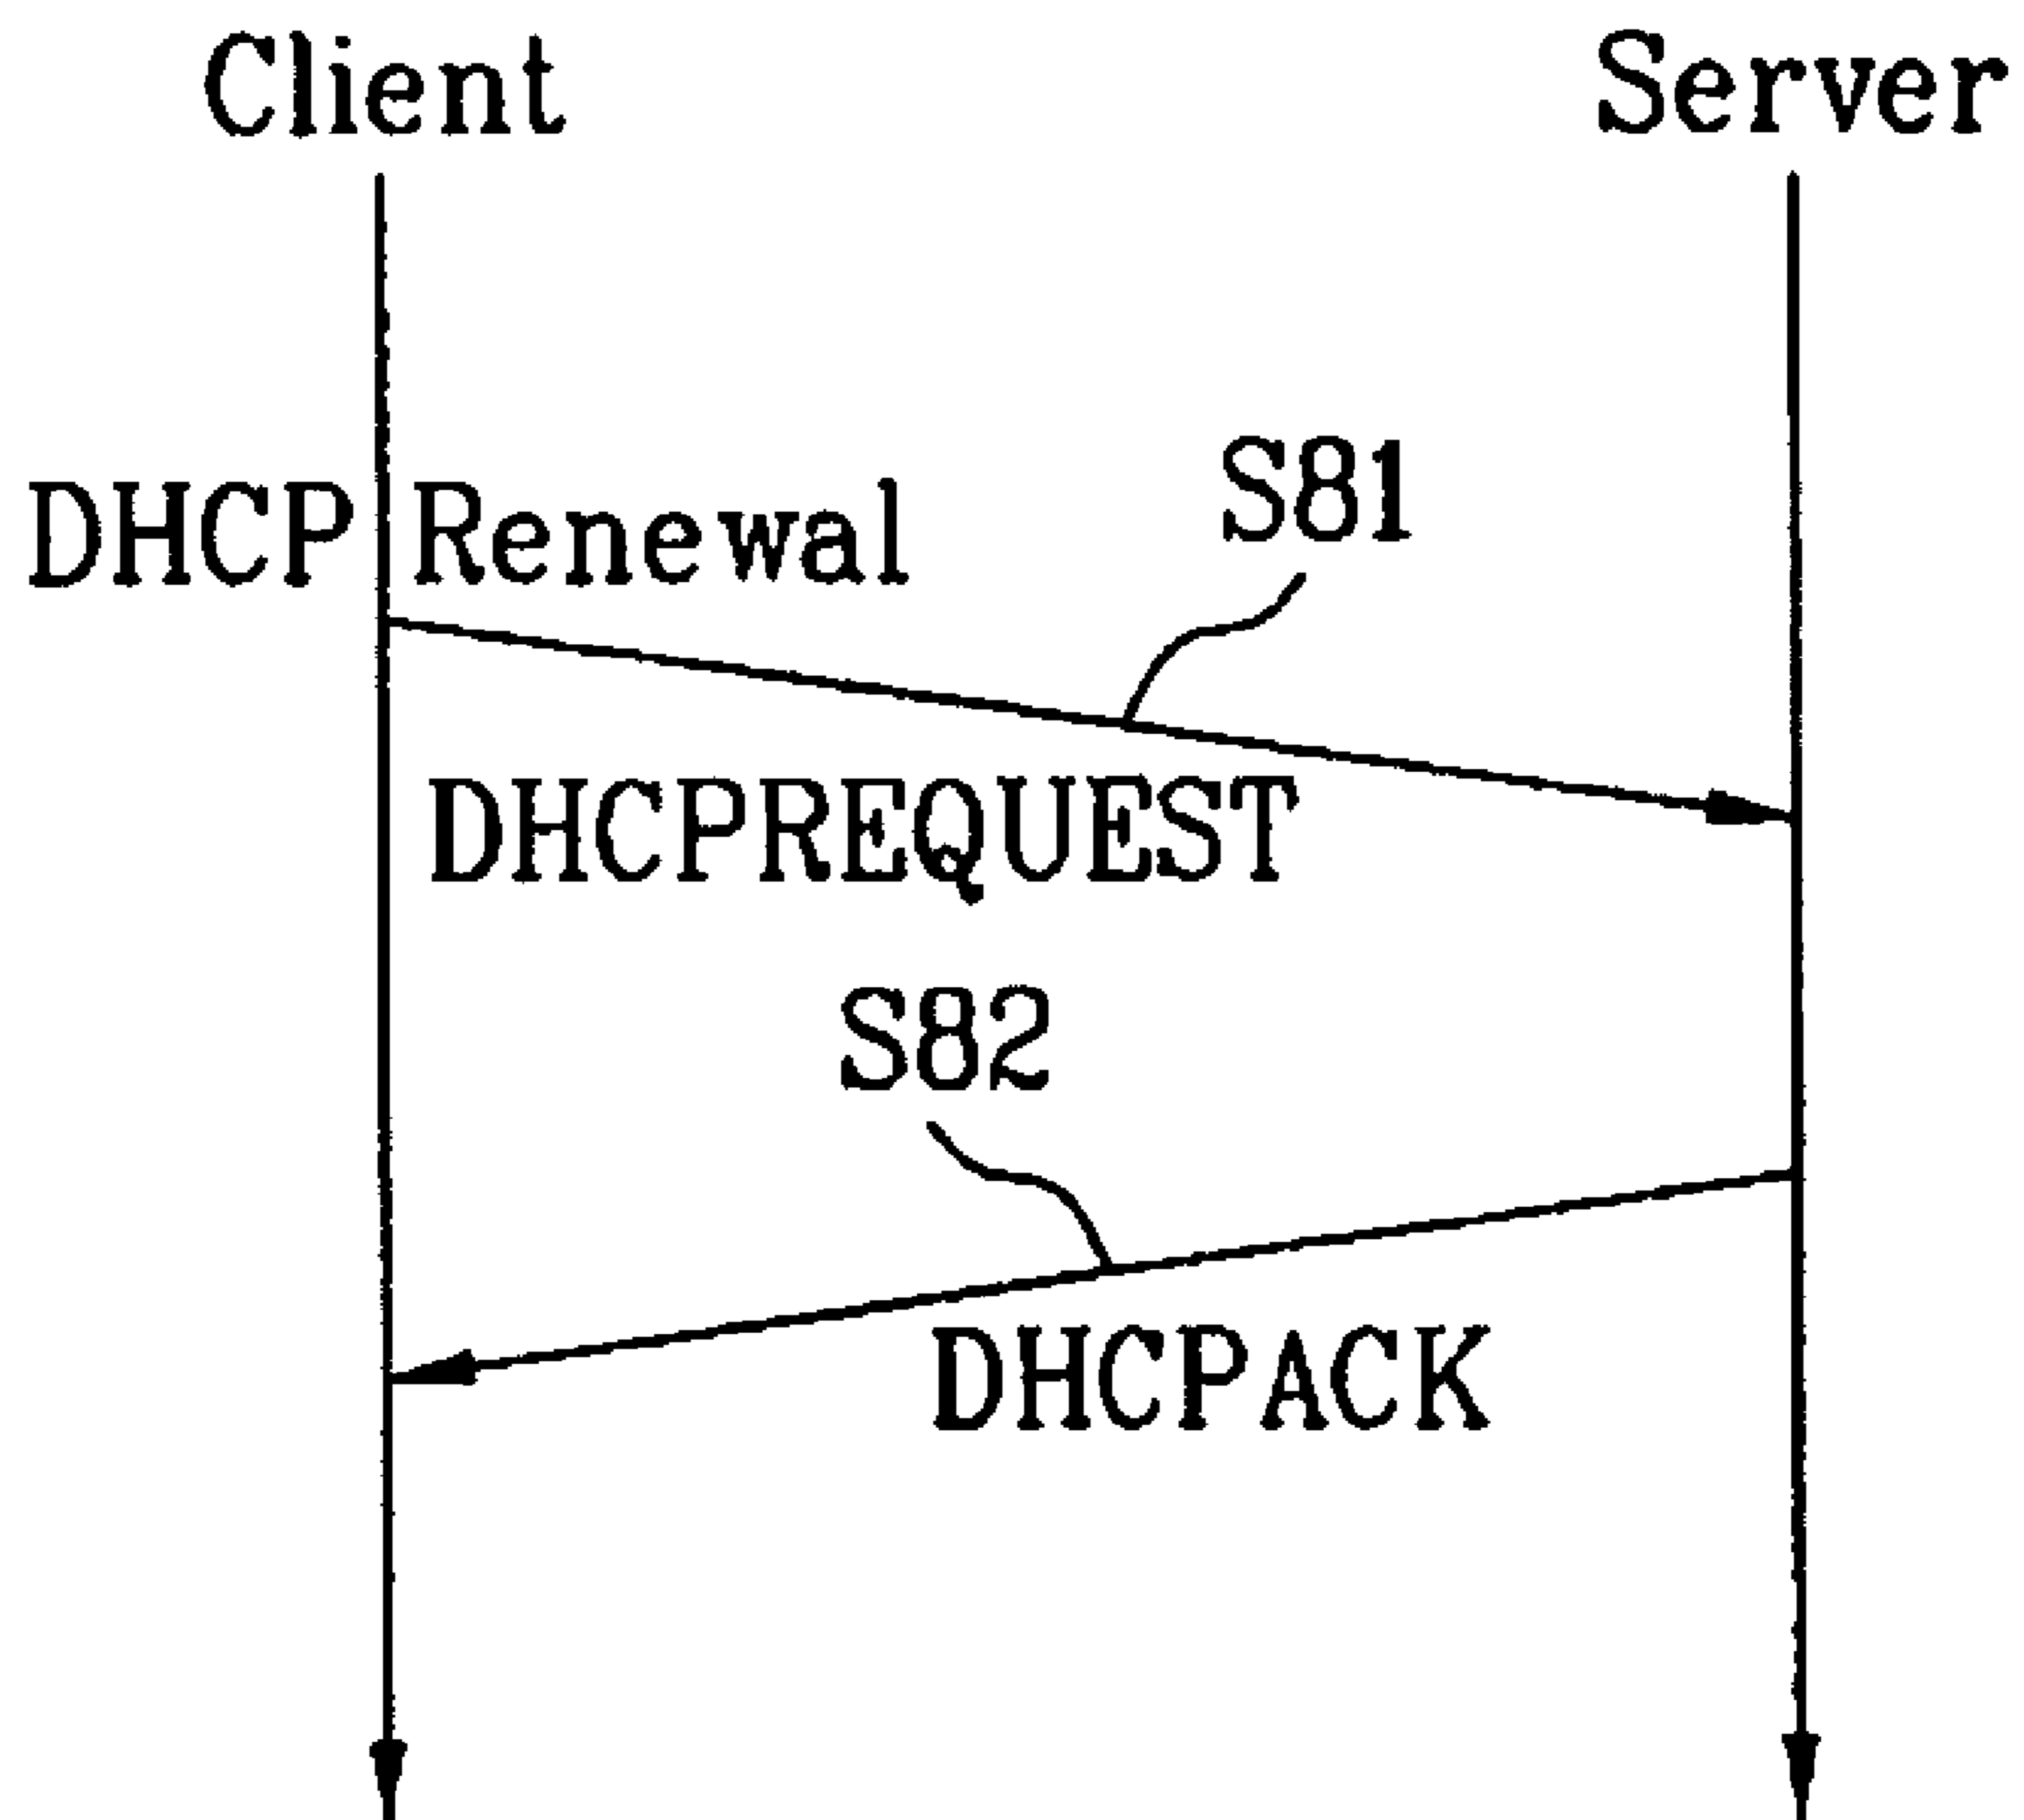 Client
Server
DHCP Renewal
S81
DHCPREQUEST
S82
DHCPACK